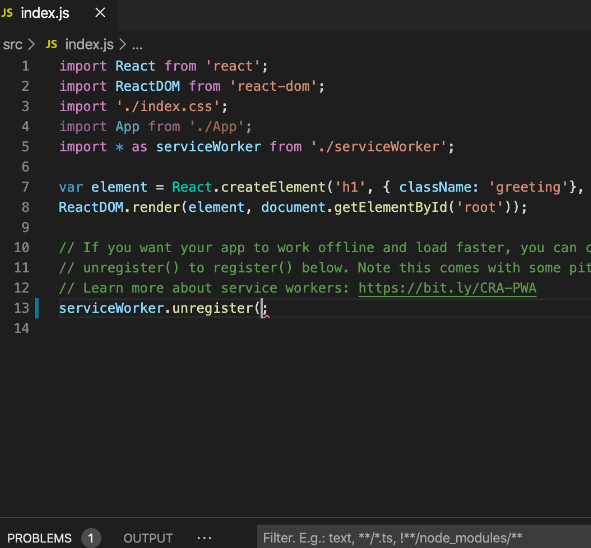 JS index.js ×
src > JS index.js > ...
1 import React from 'react';
2 import ReactDOM from 'react-dom';
3 import './index.css';
4 import App from './App';
5 import * as serviceWorker from './serviceWorker';
6
7 var element = React.createElement('h1', { className: 'greeting'},
8 ReactDOM.render(element, document.getElementById('root'));
9
10 // If you want your app to work offline and load faster, you can c
11 // unregister() to register() below. Note this comes with some pit
12 // Learn more about service workers: https://bit.ly/CRA-PWA
13 serviceWorker.unregister(;
14
PROBLEMS 1 OUTPUT ··· Filter. E.g.: text, **/*.ts, !**/node_modules/**